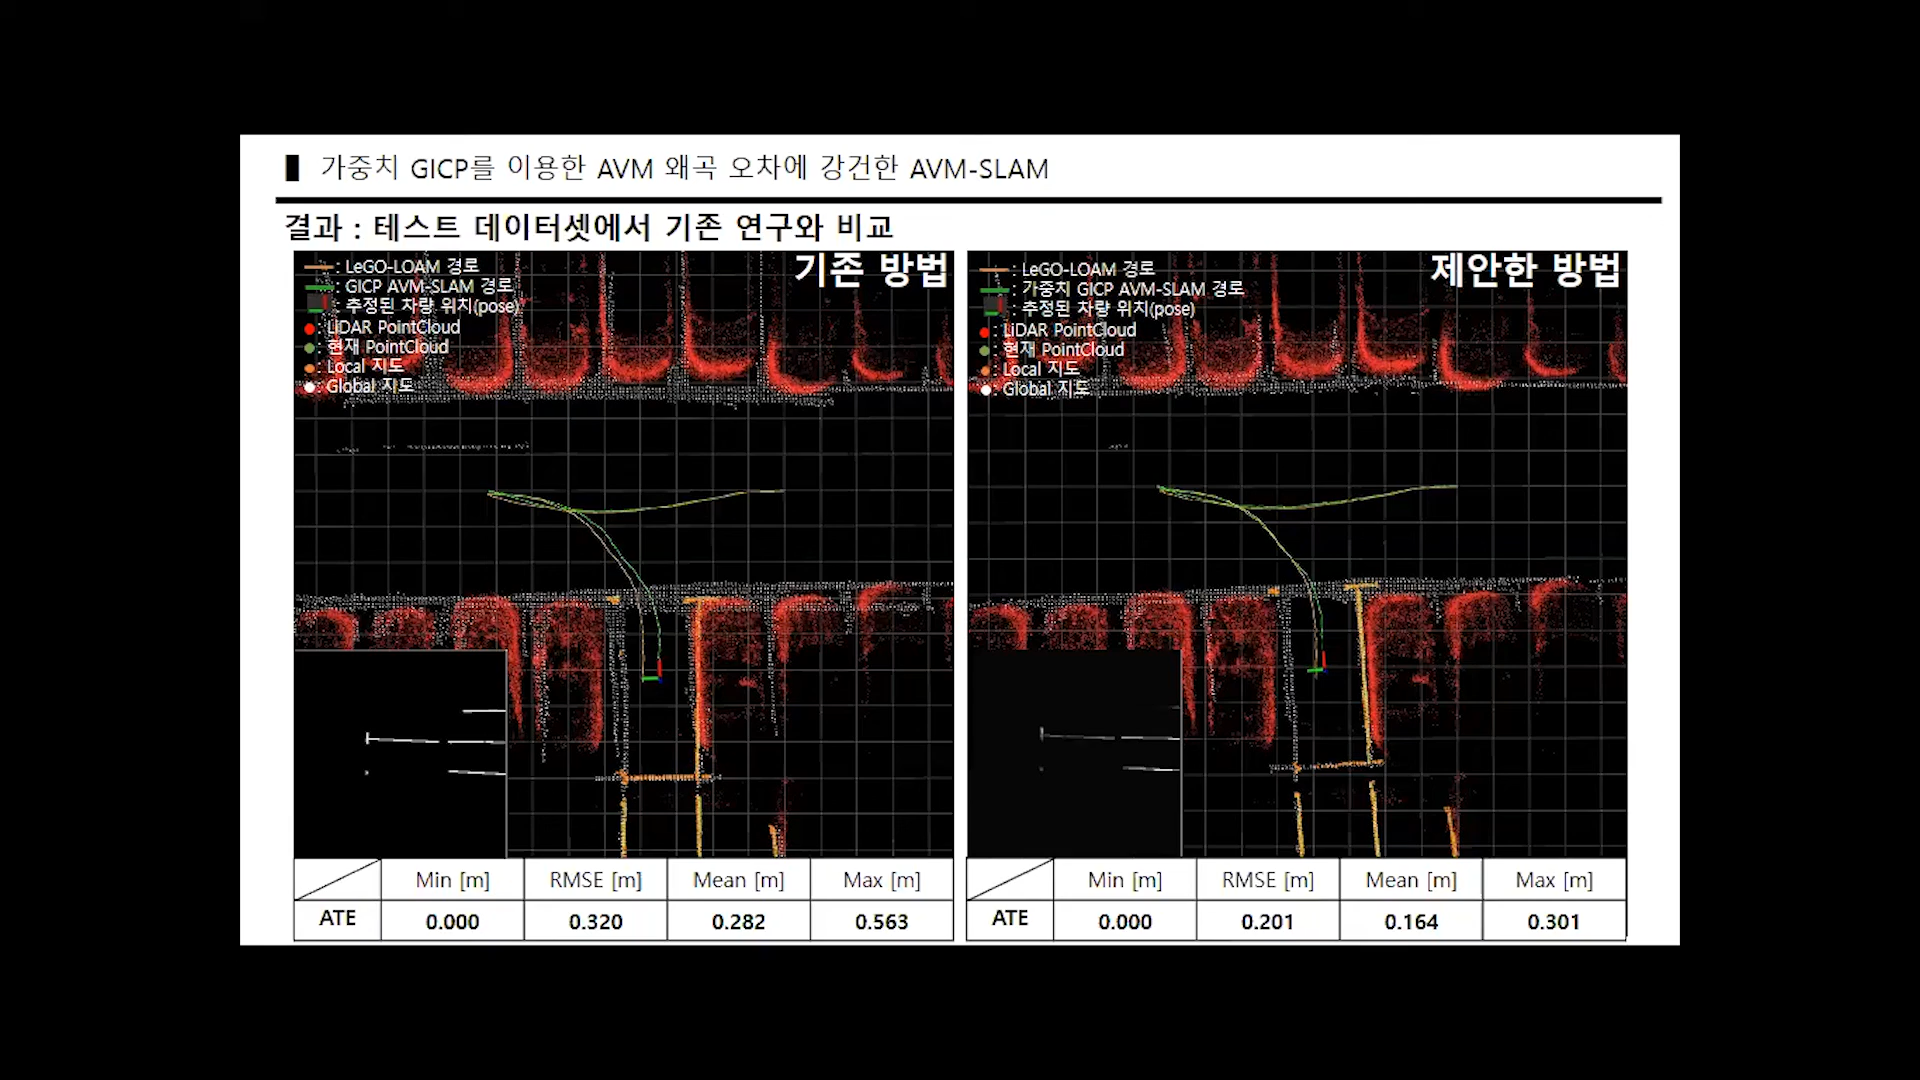 가중치 GICP를 이용한 AVM 왜곡 오차에 강건한 AVM-SLAM
결과 : 테스트 데이터셋에서 기존 연구와 비교
기존 방법
: LeGO-LOAM 경로
: GICP AVM-SLAM 경로
: 추정된 차량 위치(pose)
: LiDAR PointCloud
: 현재 PointCloud
: Local 지도
: Global 지도
Min [m] RMSE [m] Mean [m] Max [m]
ATE 0.000 0.320 0.282 0.563
제안한 방법
: LeGO-LOAM 경로
: 가중치 GICP AVM-SLAM 경로
: 추정된 차량 위치(pose)
: LiDAR PointCloud
: 현재 PointCloud
: Local 지도
: Global 지도
Min [m] RMSE [m] Mean [m] Max [m]
ATE 0.000 0.201 0.164 0.301